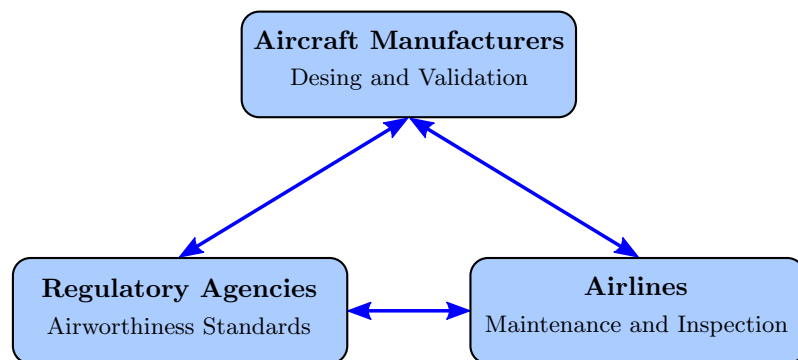 Aircraft Manufacturers
Desing and Validation
Regulatory Agencies
Airworthiness Standards
Airlines
Maintenance and Inspection